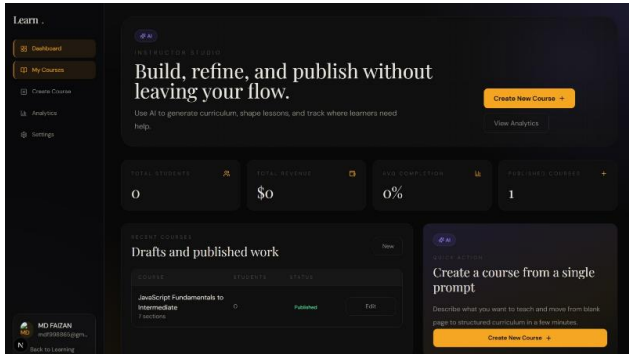 Learn .
Dashboard
My Courses
Create Course
Analytics
Settings
MD FAIZAN
Back to Learning
N
AI
INSTRUCTOR STUDIO
Build, refine, and publish without
leaving your flow.
Use AI to generate curriculum, shape lessons, and track where learners need
help.
Create New Course →
View Analytics
TOTAL STUDENTS
0
TOTAL REVENUE
$0
AVG COMPLETION
0%
PUBLISHED COURSES
1
RECENT COURSES
Drafts and published work
New
COURSE STUDENTS STATUS
JavaScript Fundamentals to
Intermediate
7 sections
0
Published
Edit
AI
QUICK ACTION
Create a course from a single
prompt
Describe what you want to teach and move from blank
page to structured curriculum in a few minutes.
Create New Course →